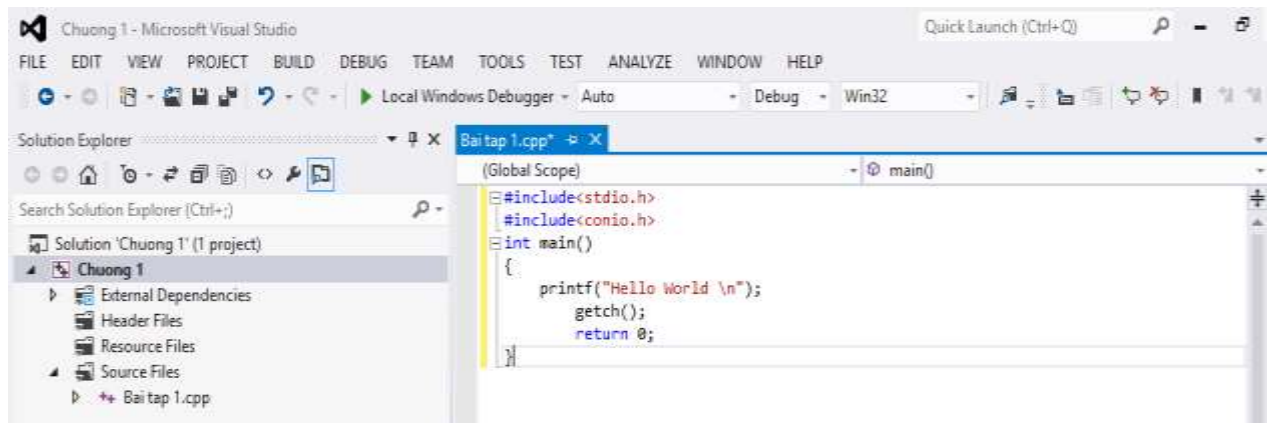 Chuong 1 - Microsoft Visual Studio
Quick Launch (Ctrl+Q)
FILE EDIT VIEW PROJECT BUILD DEBUG TEAM TOOLS TEST ANALYZE WINDOW HELP
Local Windows Debugger Auto Debug Win32
Solution Explorer
Search Solution Explorer (Ctrl+;)
Solution 'Chuong 1' (1 project)
Chuong 1
External Dependencies
Header Files
Resource Files
Source Files
Bai tap 1.cpp
Bai tap 1.cpp*
(Global Scope) main()
#include<stdio.h>
#include<conio.h>
int main()
{
printf("Hello World \n");
getch();
return 0;
}